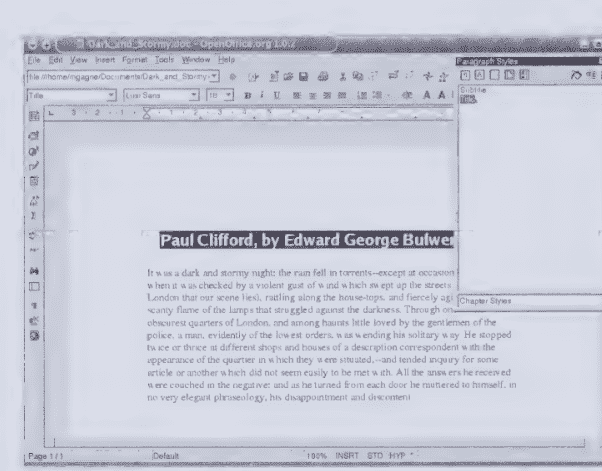 Dark_and_Stormy.doc - OpenOffice.org 1.0.2
File Edit View Insert Format Tools Window Help
Paragraph Styles
file:///home/mgagne/Documents/Dark_and_Stormy
Title
Luxi Sans
18
B i U
A A
Subtitle
Title
Paul Clifford, by Edward George Bulwer
It was a dark and stormy night; the rain fell in torrents--except at occasion
when it was checked by a violent gust of wind which swept up the streets
London that our scene lies), rattling along the house-tops, and fiercely agi
Chapter Styles
scanty flame of the lamps that struggled against the darkness. Through on
obscurest quarters of London, and among haunts little loved by the gentlemen of the
police, a man, evidently of the lowest orders, was wending his solitary way. He stopped
twice or thrice at different shops and houses of a description correspondent with the
appearance of the quartier in which they were situated,--and tended inquiry for some
article or another which did not seem easily to be met with. All the answers he received
were couched in the negative; and as he turned from each door he muttered to himself, in
no very elegant phraseology, his disappointment and discontent
Page 1 / 1 Default 100% INSRT STD HYP *